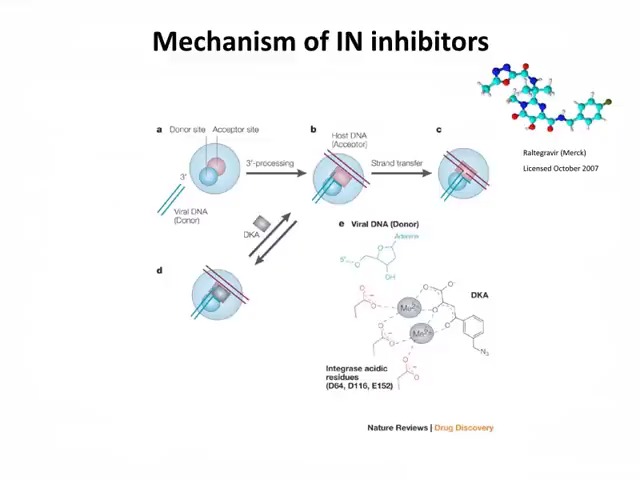 Mechanism of IN inhibitors
Raltegravir (Merck)
Licensed October 2007
a
Donor site
Acceptor site
3'
Viral DNA
(Donor)
3'-processing
b
Host DNA
(Acceptor)
Strand transfer
c
DKA
d
e Viral DNA (Donor)
Adenine
5'
O
O
OH
DKA
Mn2+
Mn2+
N3
Integrase acidic
residues
(D64, D116, E152)
Nature Reviews | Drug Discovery